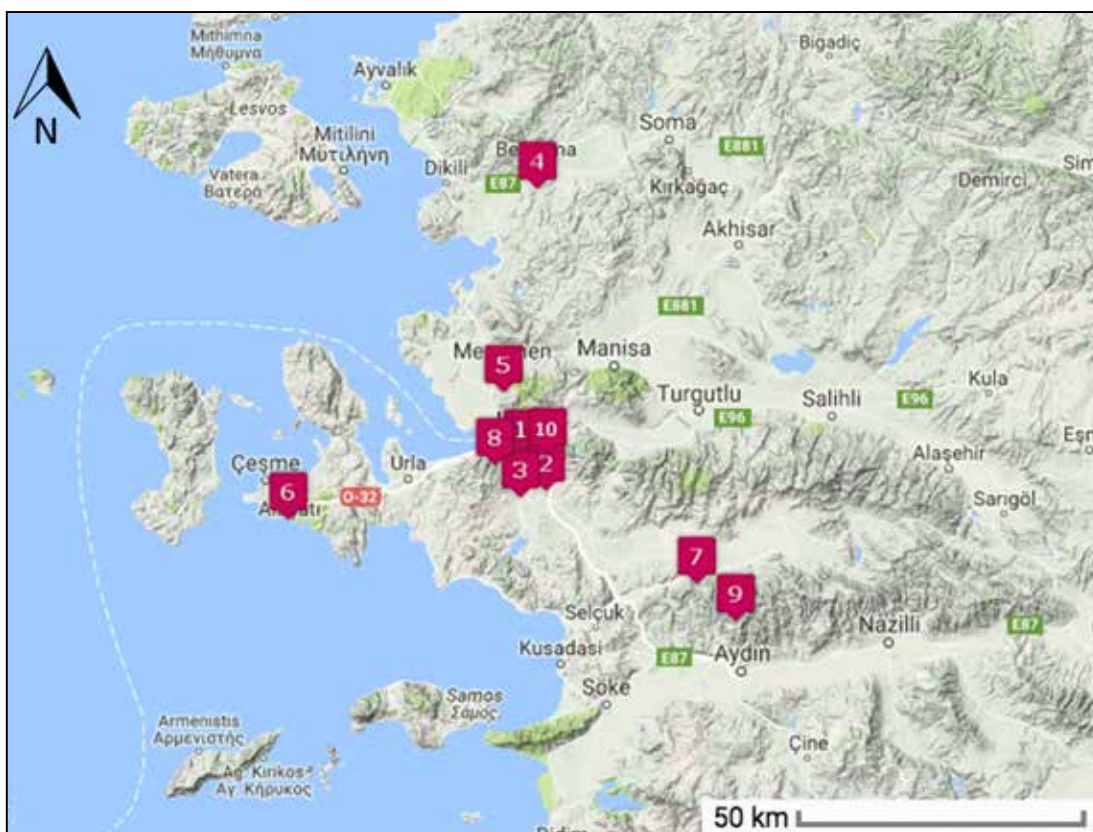 Mithimna
Μήθυμνα
Ayvalık
Bigadiç
Lesvos
Mitilini
Μυτιλήνη
Soma
E881
4
Dikili
E87
Vatera
Βατερά
Kırkağaç
Demirci
Akhisar
E881
5
Manisa
Turgutlu
Salihli
Kula
E96
E96
8
1
10
Alaşehir
3
2
Çeşme
Urla
6
O-32
Sarıgöl
7
9
Selçuk
Nazilli
E87
Kuşadası
E87
Aydın
Söke
Samos
Σάμος
Armenistis
Αρμενιστής
Ag. Kirikos
Αγ. Κήρυκος
Çine
50 km
N